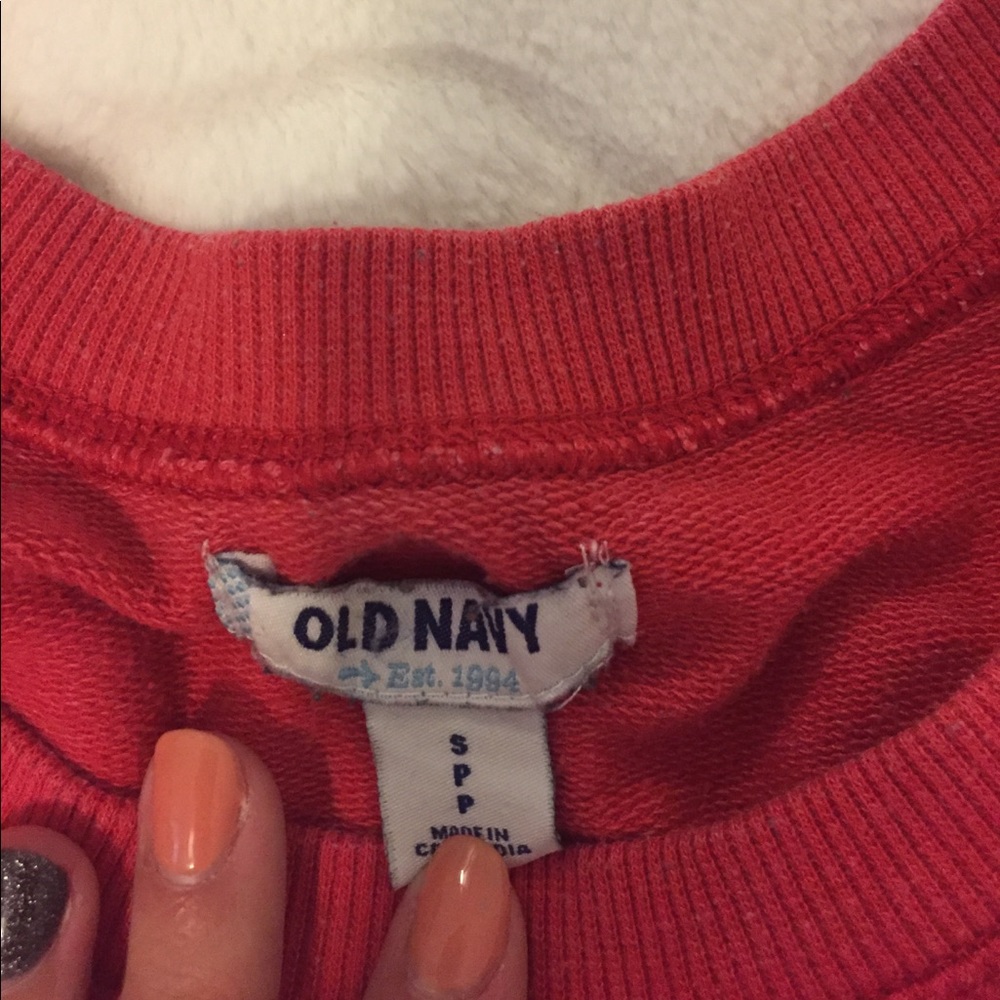 OLD NAVY
Est. 1994
S
P
P
MADE IN